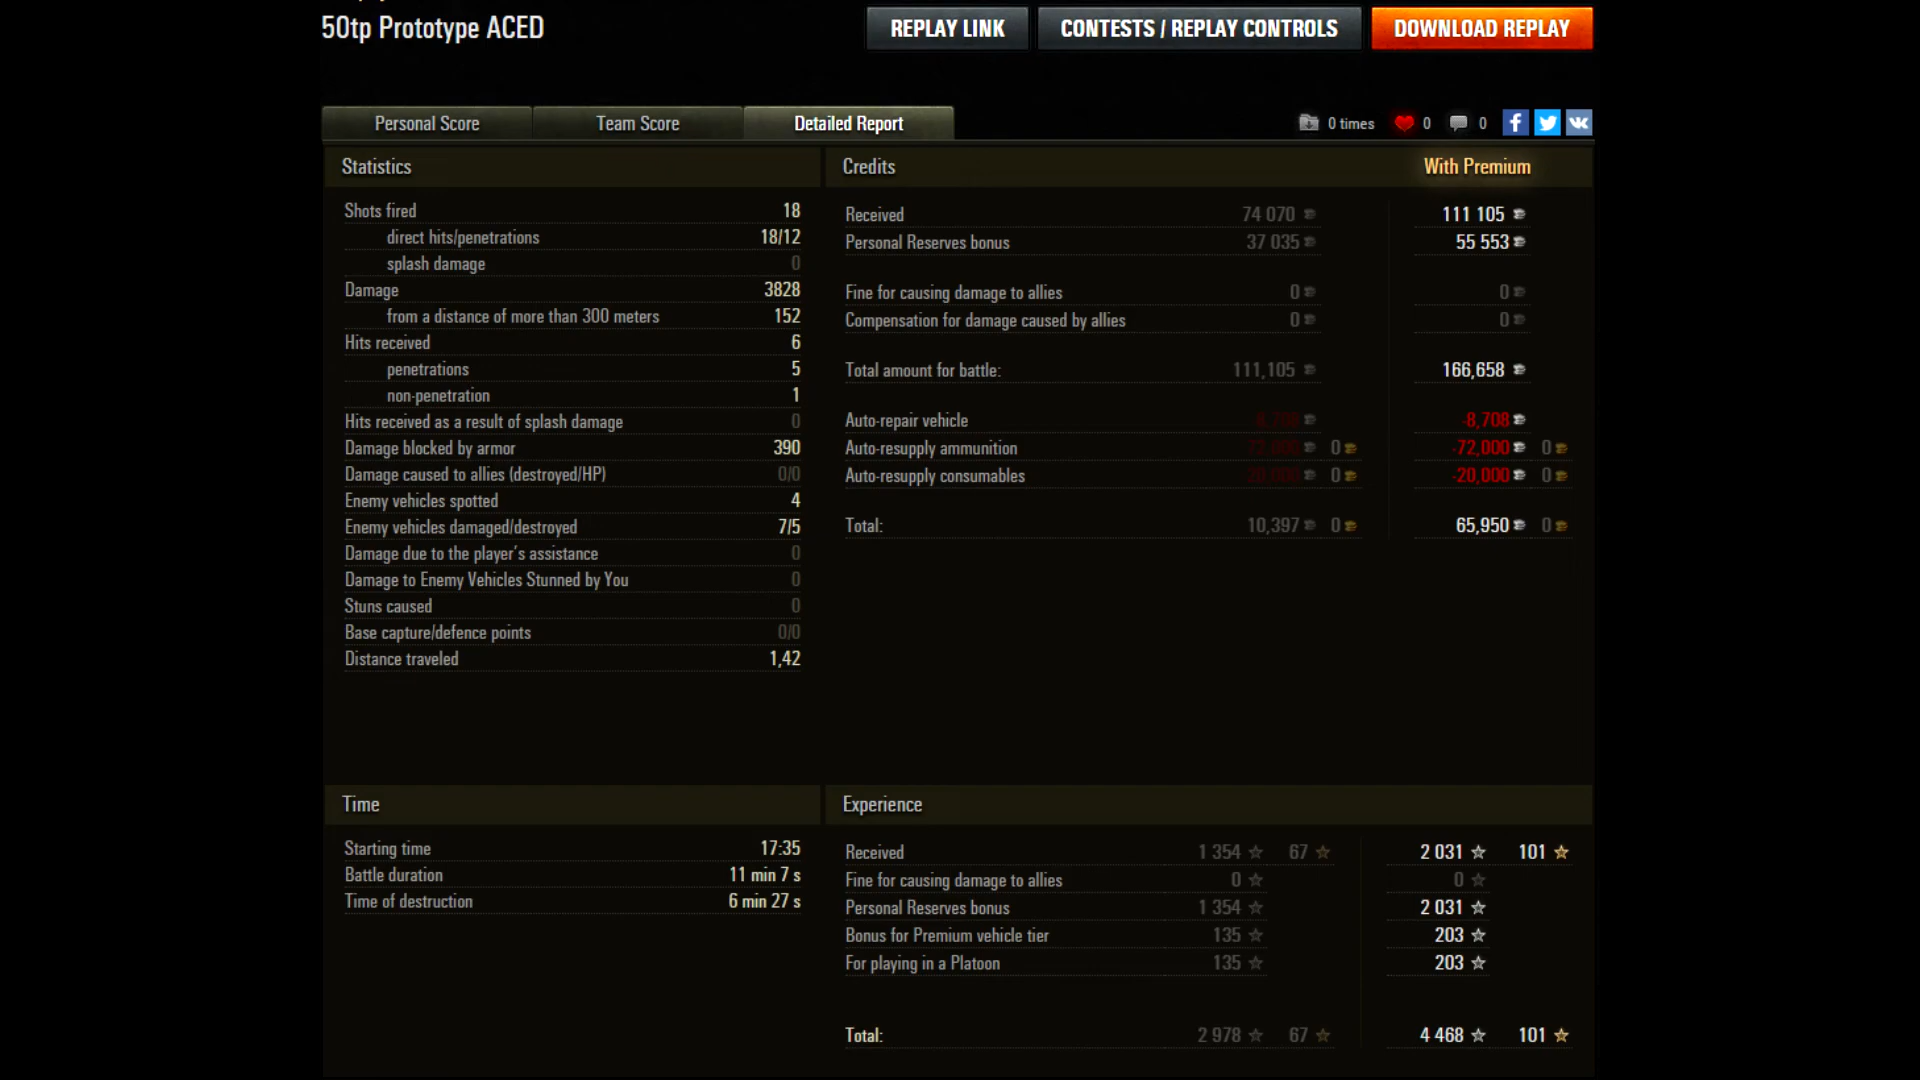 50tp Prototype ACED
REPLAY LINK
CONTESTS / REPLAY CONTROLS
DOWNLOAD REPLAY
Personal Score
Team Score
Detailed Report
0 times
0
0
Statistics
Shots fired 18
direct hits/penetrations 18/12
splash damage 0
Damage 3828
from a distance of more than 300 meters 152
Hits received 6
penetrations 5
non-penetration 1
Hits received as a result of splash damage 0
Damage blocked by armor 390
Damage caused to allies (destroyed/HP) 0/0
Enemy vehicles spotted 4
Enemy vehicles damaged/destroyed 7/5
Damage due to the player's assistance 0
Damage to Enemy Vehicles Stunned by You 0
Stuns caused 0
Base capture/defence points 0/0
Distance traveled 1,42
Credits With Premium
Received 74 070 111 105
Personal Reserves bonus 37 035 55 553
Fine for causing damage to allies 0 0
Compensation for damage caused by allies 0 0
Total amount for battle: 111,105 166,658
Auto-repair vehicle -8,708
Auto-resupply ammunition 0 -72,000 0
Auto-resupply consumables 0 -20,000 0
Total: 10,397 0 65,950 0
Time
Starting time 17:35
Battle duration 11 min 7 s
Time of destruction 6 min 27 s
Experience
Received 1 354 67 2 031 101
Fine for causing damage to allies 0 0
Personal Reserves bonus 1 354 2 031
Bonus for Premium vehicle tier 135 203
For playing in a Platoon 135 203
Total: 2 978 67 4 468 101